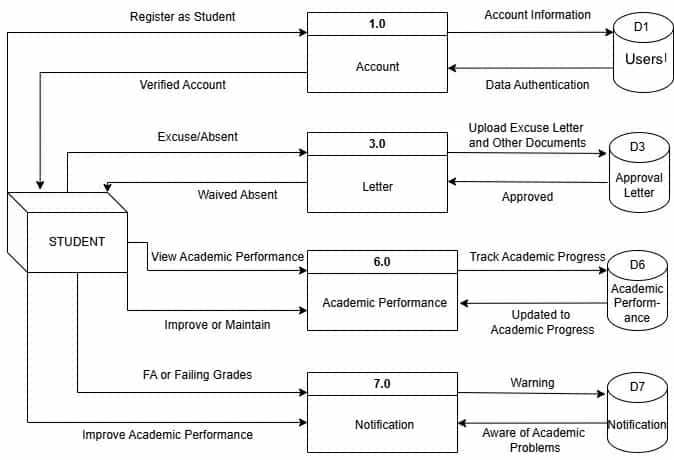 Register as Student
1.0
Account
Account Information
D1
Users
Verified Account
Data Authentication
Excuse/Absent
3.0
Letter
Upload Excuse Letter
and Other Documents
D3
Approval
Letter
Waived Absent
Approved
STUDENT
View Academic Performance
6.0
Academic Performance
Track Academic Progress
D6
Academic
Perform-
ance
Improve or Maintain
Updated to
Academic Progress
FA or Failing Grades
7.0
Notification
Warning
D7
Notification
Improve Academic Performance
Aware of Academic
Problems